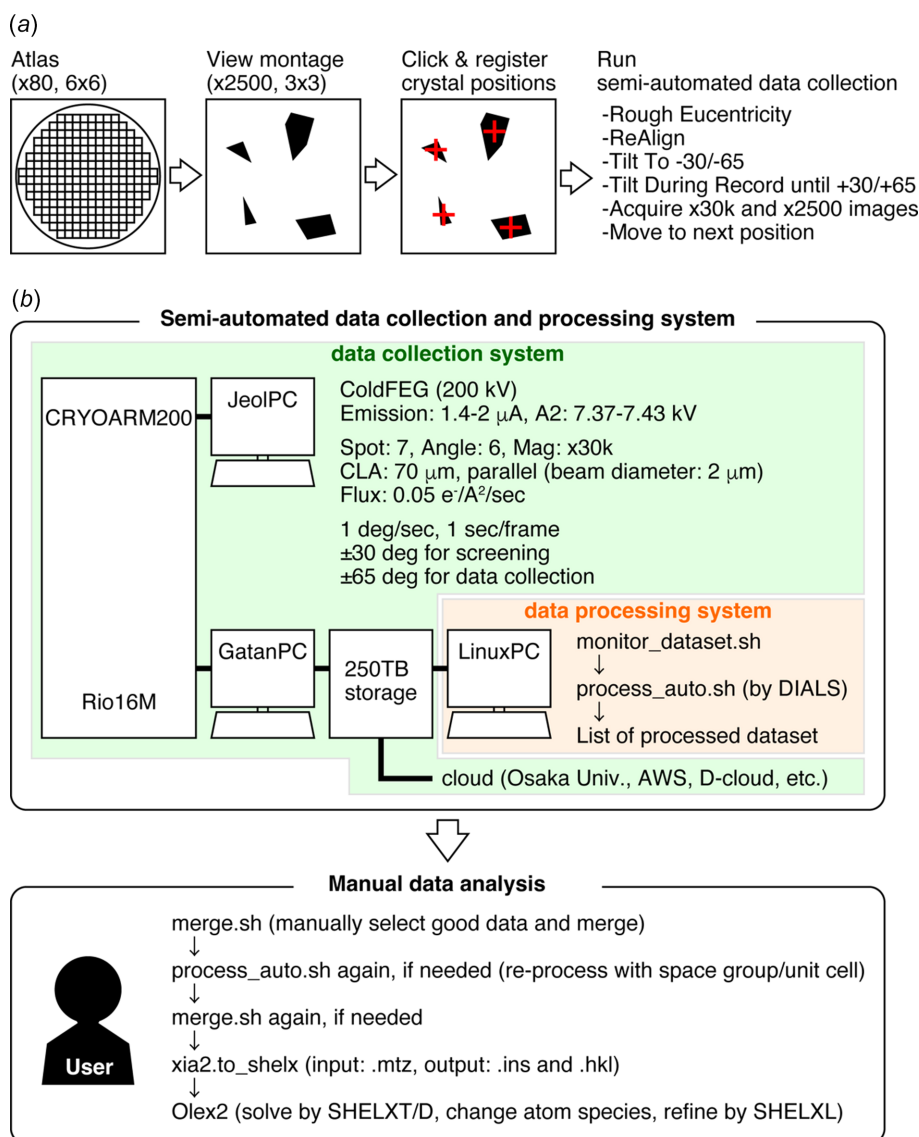 (a)
Atlas
(x80, 6x6)
View montage
(x2500, 3x3)
Click & register
crystal positions
Run
semi-automated data collection
-Rough Eucentricity
-ReAlign
-Tilt To -30/-65
-Tilt During Record until +30/+65
-Acquire x30k and x2500 images
-Move to next position
(b)
Semi-automated data collection and processing system
data collection system
CRYOARM200
JeolPC
ColdFEG (200 kV)
Emission: 1.4-2 μA, A2: 7.37-7.43 kV
Spot: 7, Angle: 6, Mag: x30k
CLA: 70 μm, parallel (beam diameter: 2 μm)
Flux: 0.05 e⁻/A²/sec
1 deg/sec, 1 sec/frame
±30 deg for screening
±65 deg for data collection
data processing system
Rio16M
GatanPC
250TB
storage
LinuxPC
monitor_dataset.sh
↓
process_auto.sh (by DIALS)
↓
List of processed dataset
cloud (Osaka Univ., AWS, D-cloud, etc.)
Manual data analysis
User
merge.sh (manually select good data and merge)
↓
process_auto.sh again, if needed (re-process with space group/unit cell)
↓
merge.sh again, if needed
↓
xia2.to_shelx (input: .mtz, output: .ins and .hkl)
↓
Olex2 (solve by SHELXT/D, change atom species, refine by SHELXL)